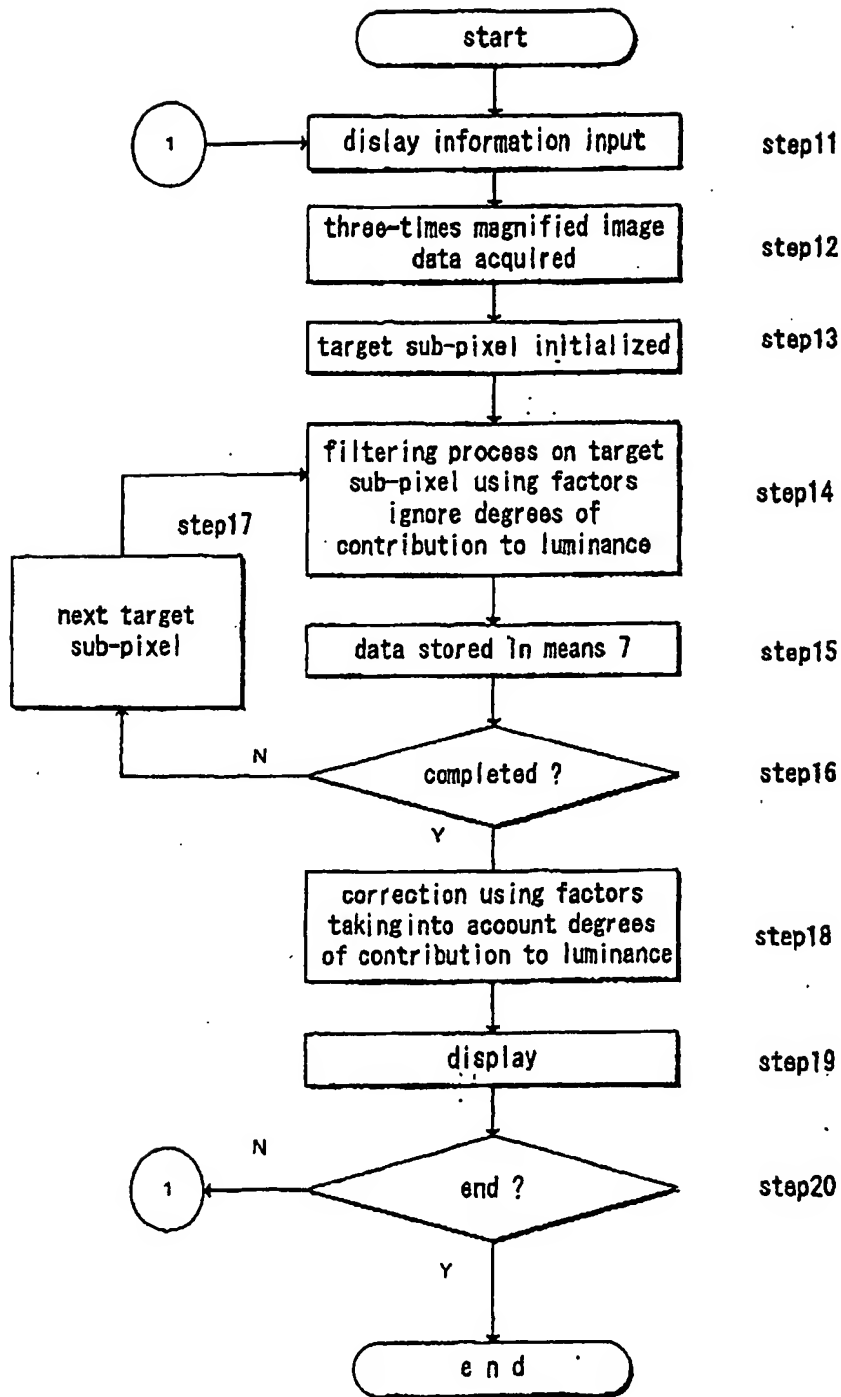 start
1
dislay information input
step11
three-times magnified image
data acquired
step12
target sub-pixel initialized
step13
filtering process on target
sub-pixel using factors
ignore degrees of
contribution to luminance
step14
step17
next target
sub-pixel
data stored in means 7
step15
N
completed ?
step16
Y
correction using factors
taking into account degrees
of contribution to luminance
step18
display
step19
N
1
end ?
step20
Y
e n d